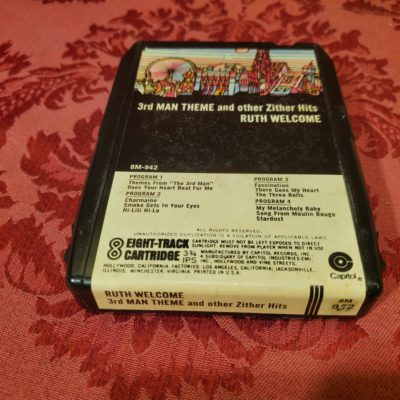 3rd MAN THEME and other Zither Hits
RUTH WELCOME
8M-942
PROGRAM 1
Themes From "The 3rd Man"
Does Your Heart Beat For Me
PROGRAM 2
Charmaine
Smoke Gets In Your Eyes
Hi-Lili Hi-Lo
PROGRAM 3
Fascination
There Goes My Heart
The Three Bells
PROGRAM 4
My Melancholy Baby
Song From Moulin Rouge
Stardust
ALL RIGHTS RESERVED.
UNAUTHORIZED DUPLICATION IS A VIOLATION OF APPLICABLE LAWS
8 EIGHT-TRACK CARTRIDGE 3¾ IPS
CARTRIDGE MUST NOT BE LEFT EXPOSED TO DIRECT
SUNLIGHT. REMOVE FROM PLAYER WHEN NOT IN USE
MANUFACTURED BY CAPITOL RECORDS, INC.,
A SUBSIDIARY OF CAPITOL INDUSTRIES-EMI,
INC., HOLLYWOOD AND VINE STREETS,
HOLLYWOOD, CALIFORNIA. FACTORIES: LOS ANGELES, CALIFORNIA; JACKSONVILLE,
ILLINOIS; WINCHESTER, VIRGINIA. PRINTED IN U.S.A.
Capitol
RUTH WELCOME
3rd MAN THEME and other Zither Hits
8M